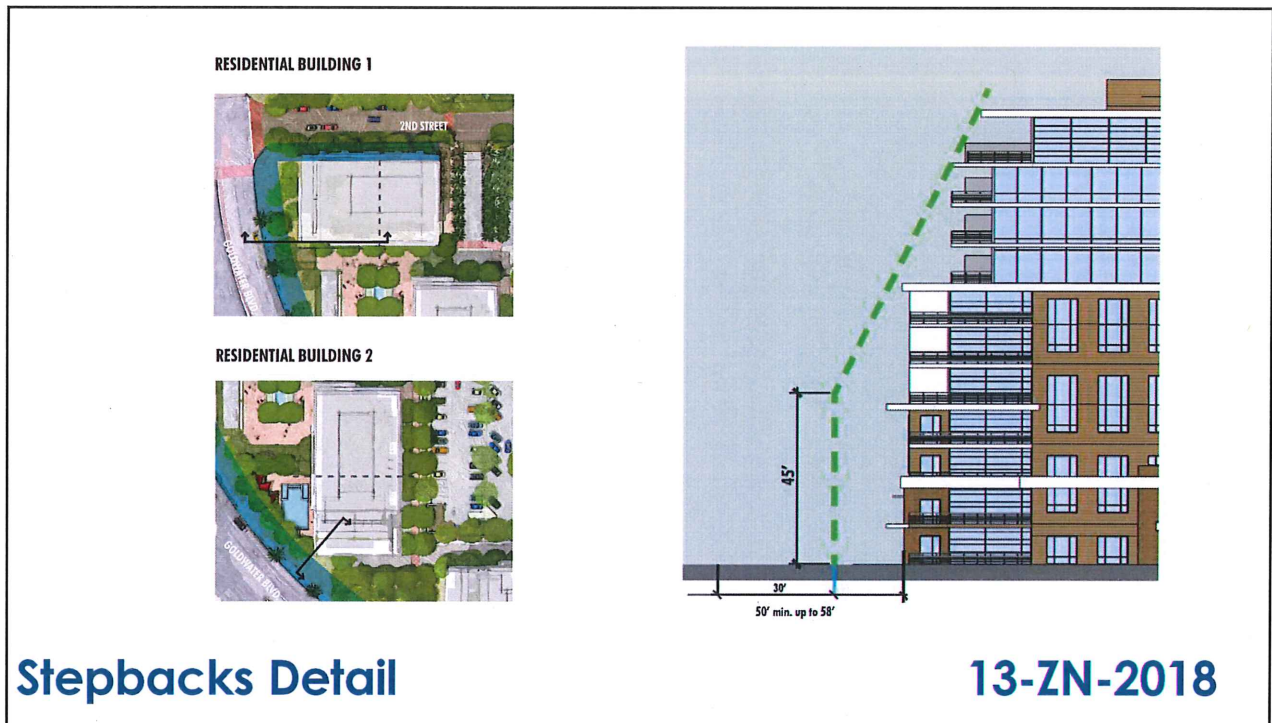 RESIDENTIAL BUILDING 1
2ND STREET
GOLDWATER BLVD.
RESIDENTIAL BUILDING 2
GOLDWATER BLVD.
45'
30'
50' min. up to 58'
Stepbacks Detail
13-ZN-2018